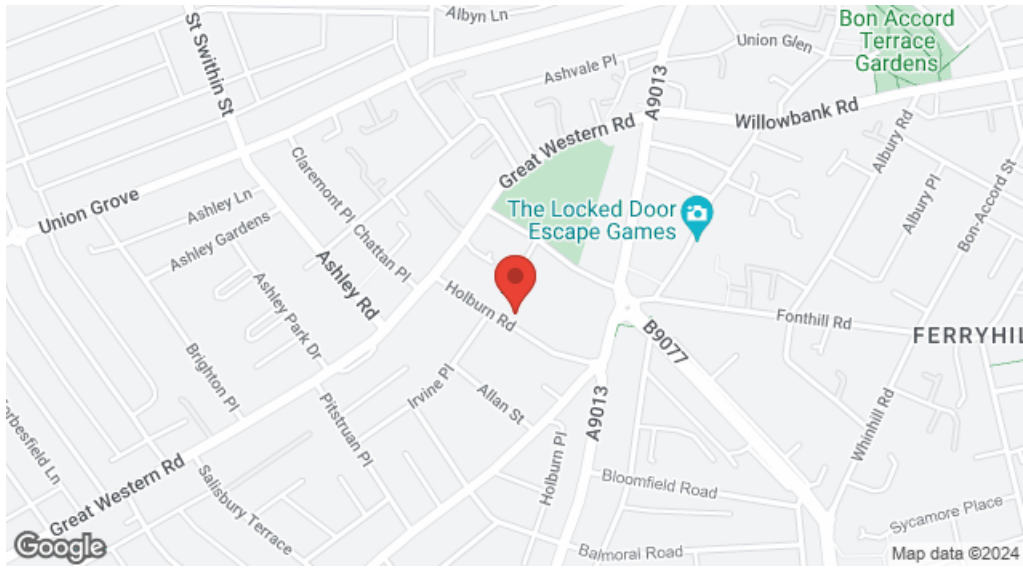 Albyn Ln
St Swithin St
Bon Accord
Terrace
Gardens
Union Glen
Ashvale Pl
A9013
Willowbank Rd
Great Western Rd
Albury Rd
Claremont Pl
Union Grove
Ashley Ln
Ashley Gardens
Albury Pl
Bon-Accord St
The Locked Door
Escape Games
Chattan Pl
Ashley Rd
Holburn Rd
Ashley Park Dr
Fonthill Rd
B9077
FERRYHIL
Brighton Pl
Irvine Pl
Allan St
A9013
Whinhill Rd
Pitstruan Pl
Holburn Pl
orbesfield Ln
Great Western Rd
Salisbury Terrace
Bloomfield Road
Sycamore Place
Balmoral Road
Google
Map data ©2024